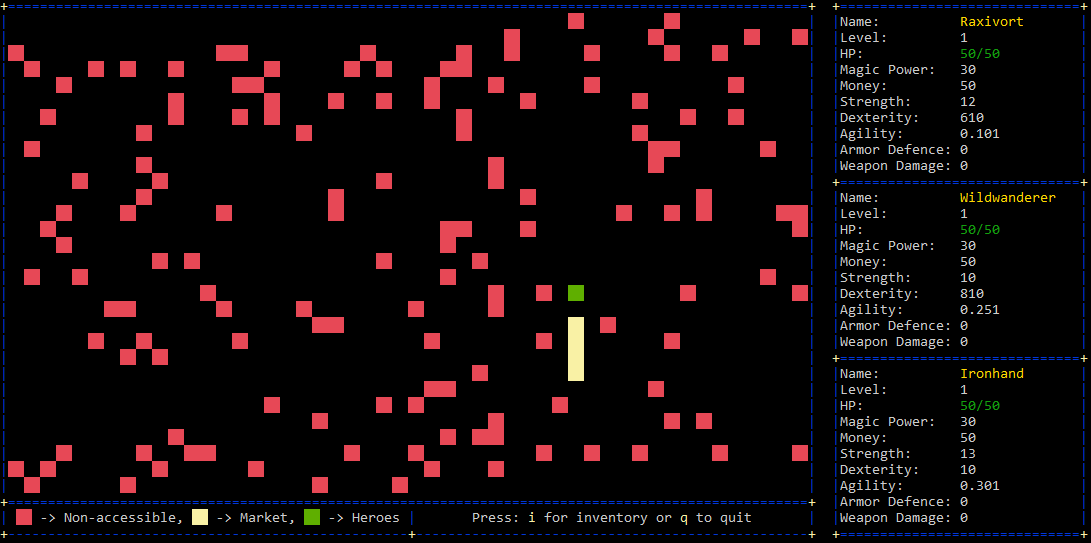 Name: Raxivort
Level: 1
HP: 50/50
Magic Power: 30
Money: 50
Strength: 12
Dexterity: 610
Agility: 0.101
Armor Defence: 0
Weapon Damage: 0
Name: Wildwanderer
Level: 1
HP: 50/50
Magic Power: 30
Money: 50
Strength: 10
Dexterity: 810
Agility: 0.251
Armor Defence: 0
Weapon Damage: 0
Name: Ironhand
Level: 1
HP: 50/50
Magic Power: 30
Money: 50
Strength: 13
Dexterity: 10
Agility: 0.301
Armor Defence: 0
Weapon Damage: 0
-> Non-accessible, -> Market, -> Heroes | Press: i for inventory or q to quit